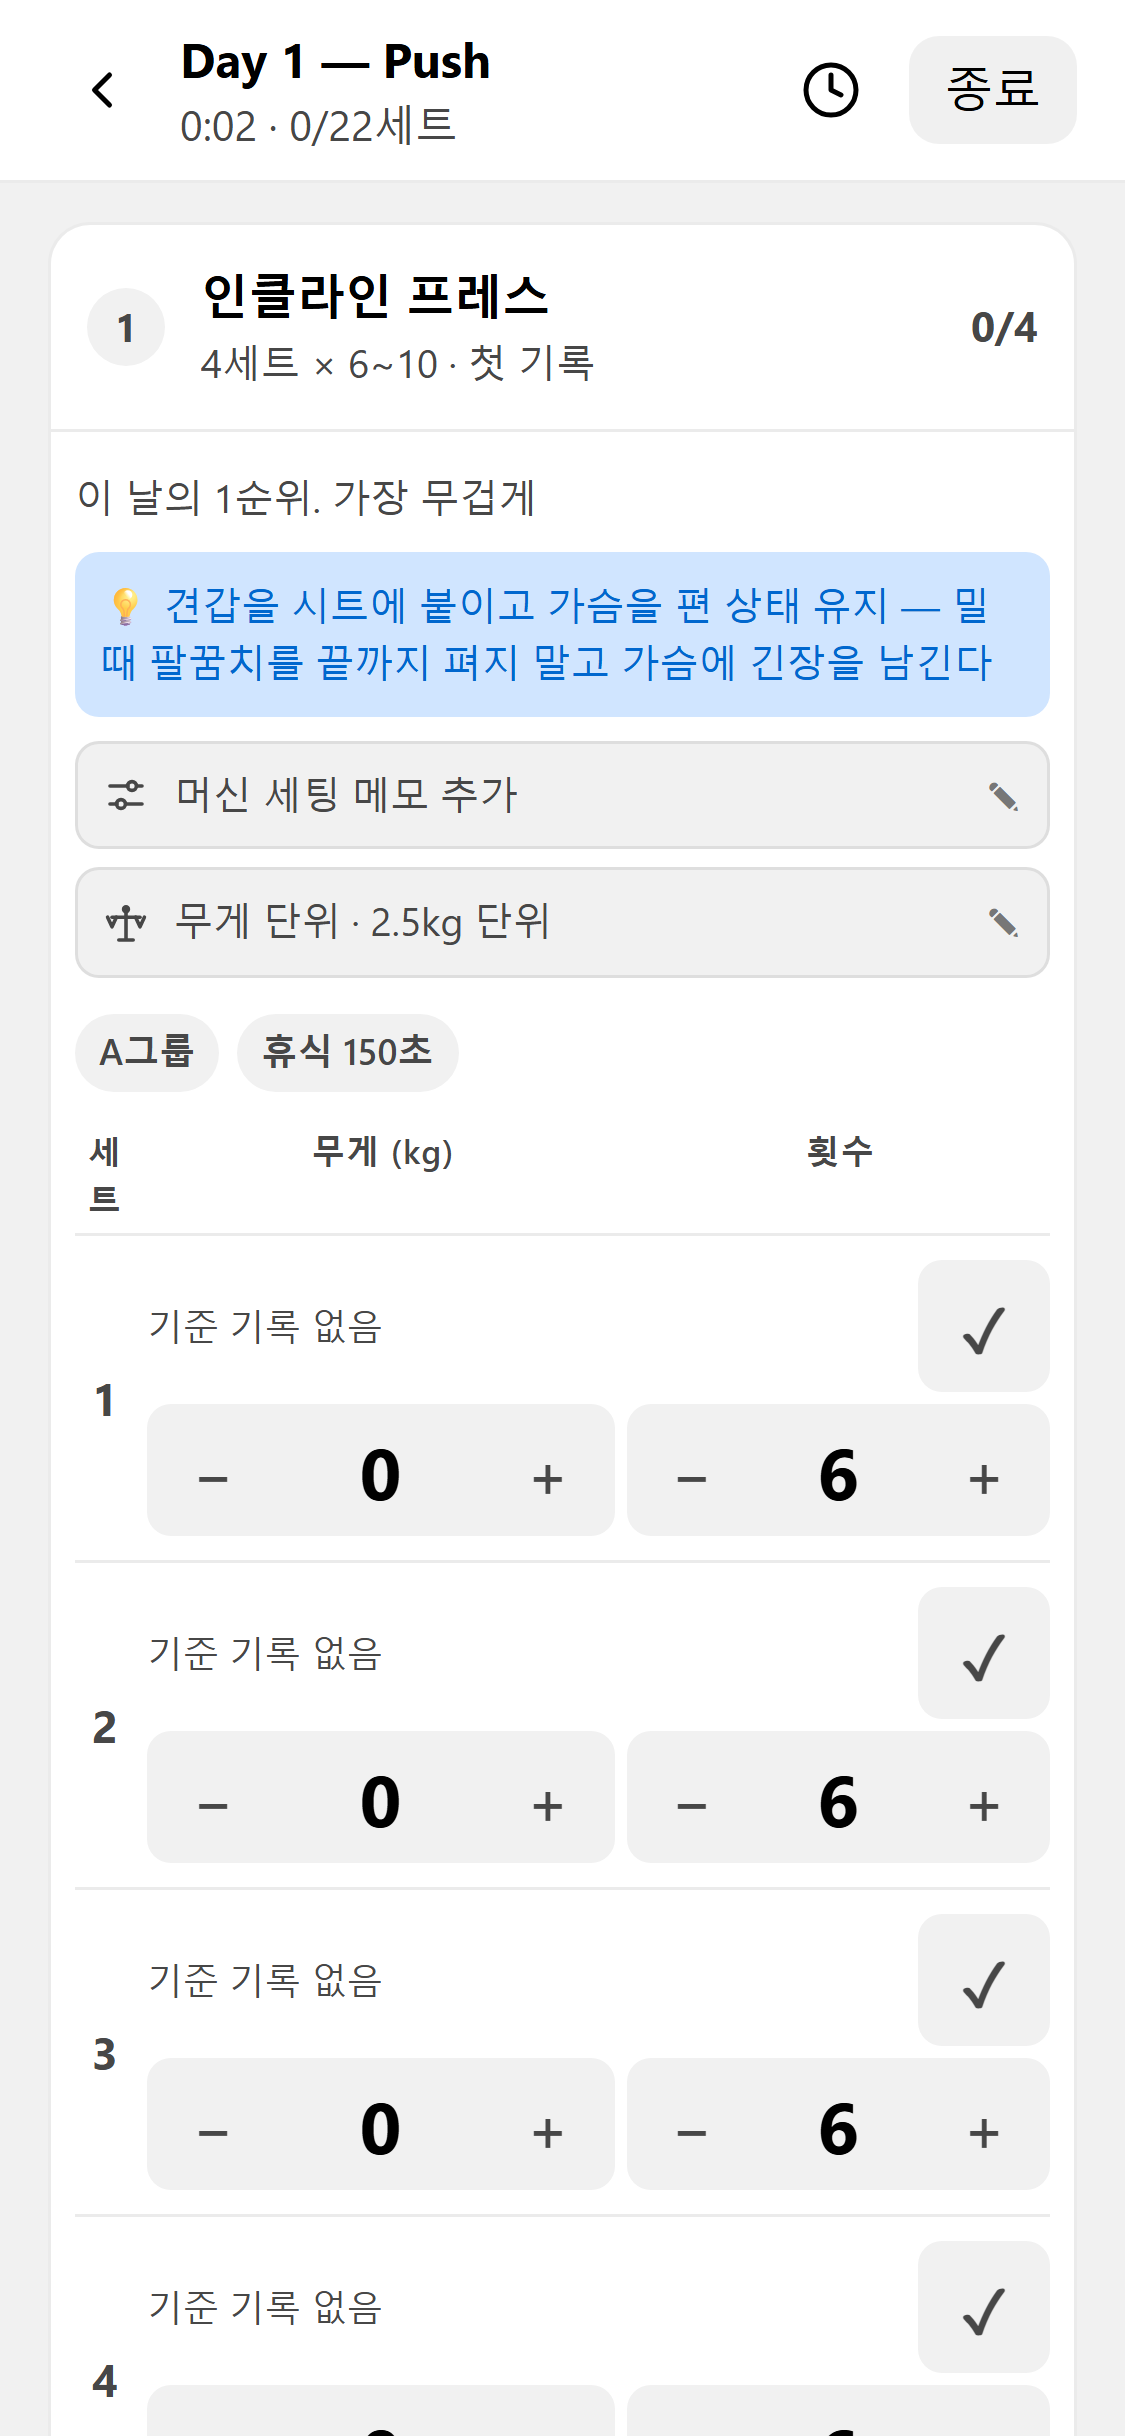 Day 1 — Push
0:02 · 0/22세트
종료
1
인클라인 프레스
4세트 × 6~10 · 첫 기록
0/4
이 날의 1순위. 가장 무겁게
💡 견갑을 시트에 붙이고 가슴을 편 상태 유지 — 밀
때 팔꿈치를 끝까지 펴지 말고 가슴에 긴장을 남긴다
머신 세팅 메모 추가
무게 단위 · 2.5kg 단위
A그룹
휴식 150초
세
트
무게 (kg)
횟수
기준 기록 없음
✓
1
− 0 +
− 6 +
기준 기록 없음
✓
2
− 0 +
− 6 +
기준 기록 없음
✓
3
− 0 +
− 6 +
기준 기록 없음
✓
4